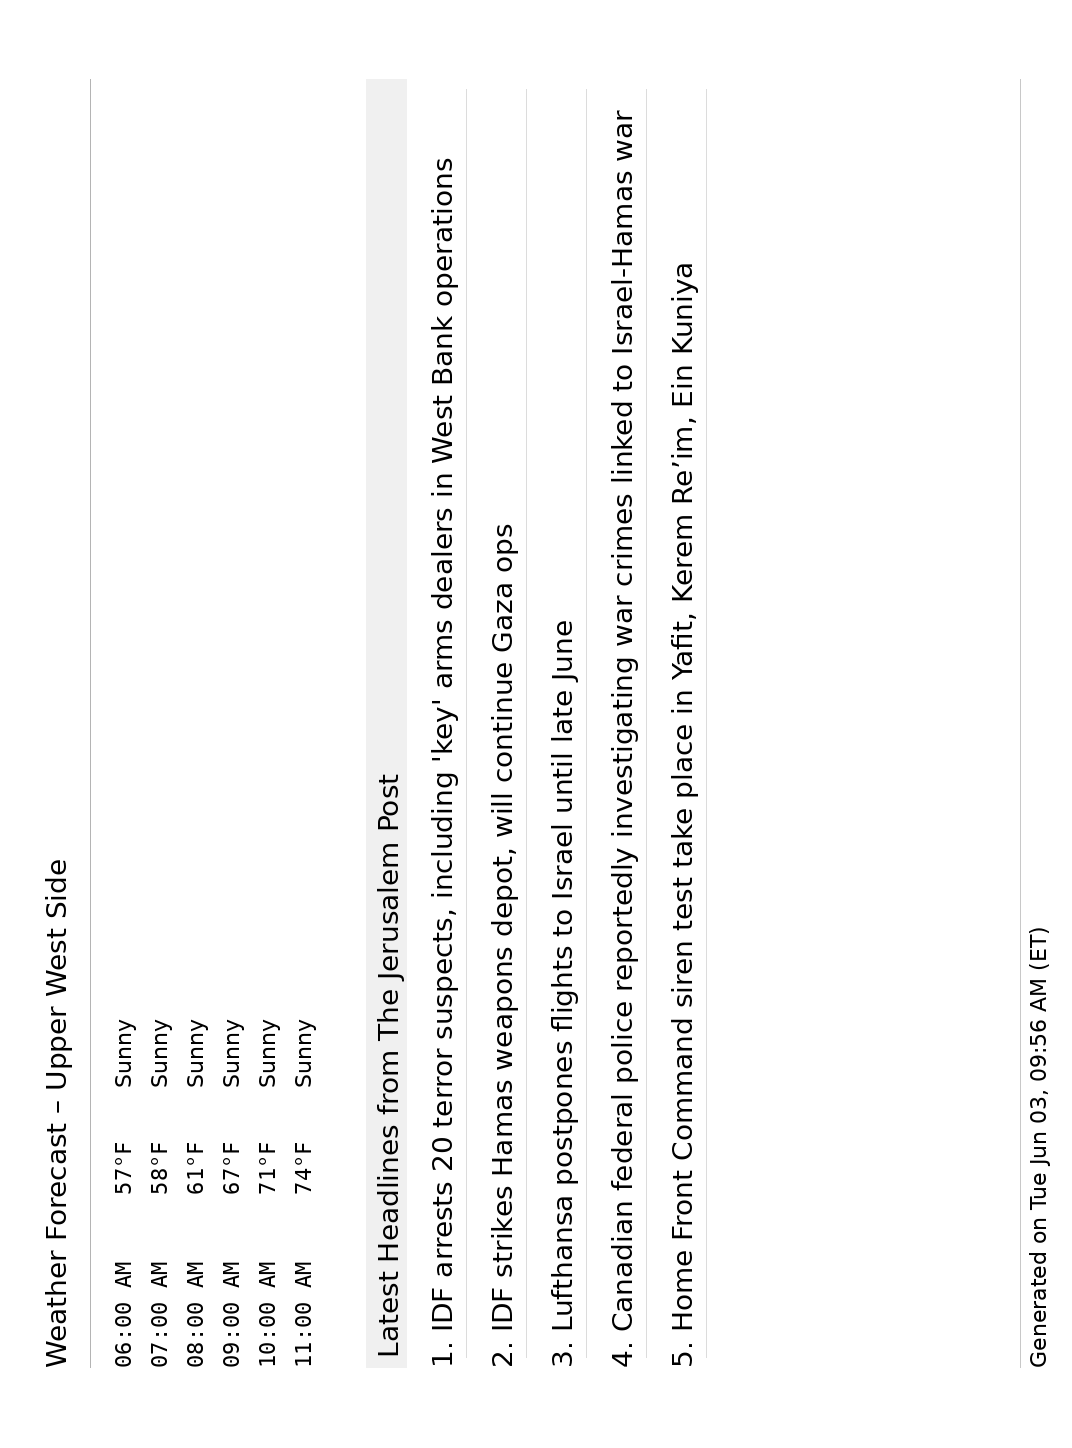 Weather Forecast – Upper West Side
06:00 AM 57°F Sunny
07:00 AM 58°F Sunny
08:00 AM 61°F Sunny
09:00 AM 67°F Sunny
10:00 AM 71°F Sunny
11:00 AM 74°F Sunny
Latest Headlines from The Jerusalem Post
1. IDF arrests 20 terror suspects, including 'key' arms dealers in West Bank operations
2. IDF strikes Hamas weapons depot, will continue Gaza ops
3. Lufthansa postpones flights to Israel until late June
4. Canadian federal police reportedly investigating war crimes linked to Israel-Hamas war
5. Home Front Command siren test take place in Yafit, Kerem Re’im, Ein Kuniya
Generated on Tue Jun 03, 09:56 AM (ET)